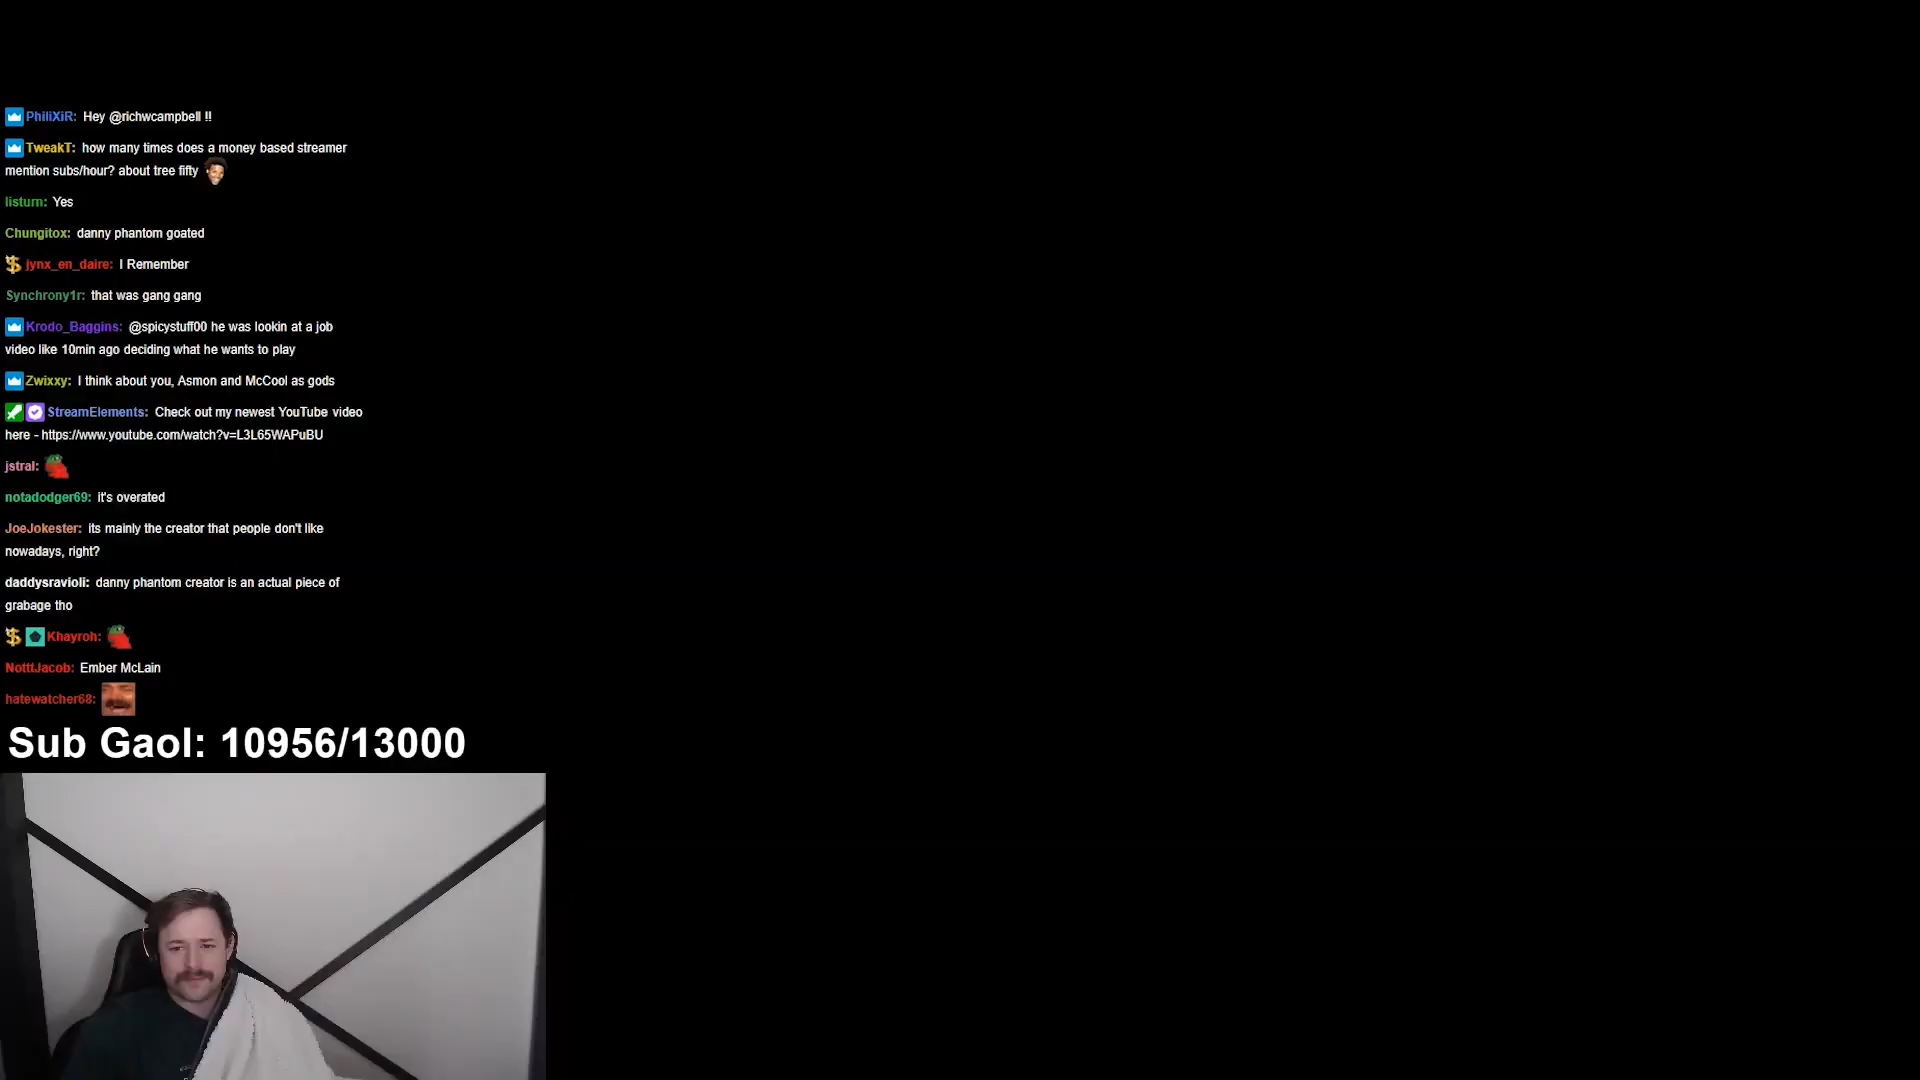 PhiliXiR: Hey @richwcampbell !!
TweakT: how many times does a money based streamer
mention subs/hour? about tree fifty
listurn: Yes
Chungitox: danny phantom goated
jynx_en_daire: I Remember
Synchrony1r: that was gang gang
Krodo_Baggins: @spicystuff00 he was lookin at a job
video like 10min ago deciding what he wants to play
Zwixxy: I think about you, Asmon and McCool as gods
StreamElements: Check out my newest YouTube video
here - https://www.youtube.com/watch?v=L3L65WAPuBU
jstral:
notadodger69: it's overated
JoeJokester: its mainly the creator that people don't like
nowadays, right?
daddysravioli: danny phantom creator is an actual piece of
grabage tho
Khayroh:
NotttJacob: Ember McLain
hatewatcher68:
Sub Gaol: 10956/13000